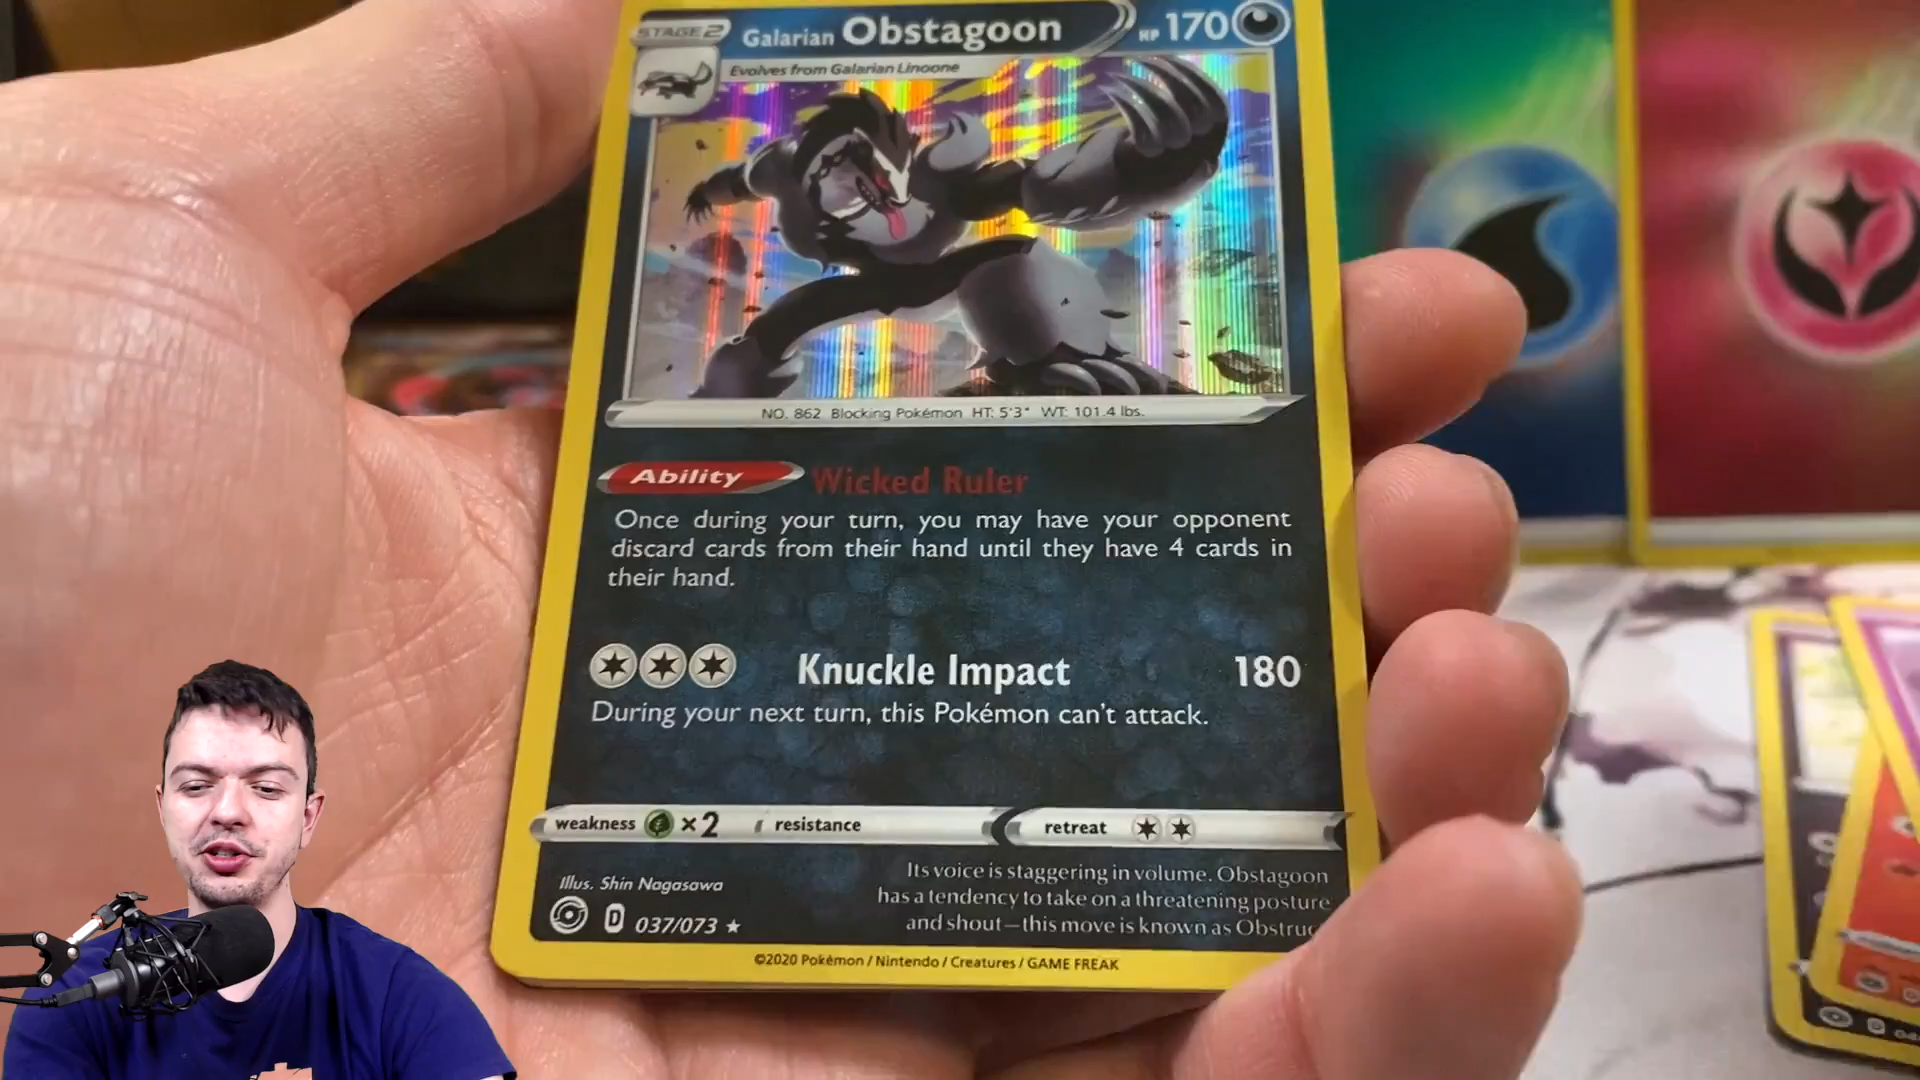 STAGE 2
Galarian Obstagoon
HP 170
Evolves from Galarian Linoone
NO. 862 Blocking Pokémon HT: 5'3" WT: 101.4 lbs.
Ability Wicked Ruler
Once during your turn, you may have your opponent
discard cards from their hand until they have 4 cards in
their hand.
Knuckle Impact 180
During your next turn, this Pokémon can't attack.
weakness ×2 resistance retreat
Its voice is staggering in volume. Obstagoon
has a tendency to take on a threatening posture
and shout—this move is known as Obstruc
Illus. Shin Nagasawa
D 037/073 ★
©2020 Pokémon / Nintendo / Creatures / GAME FREAK